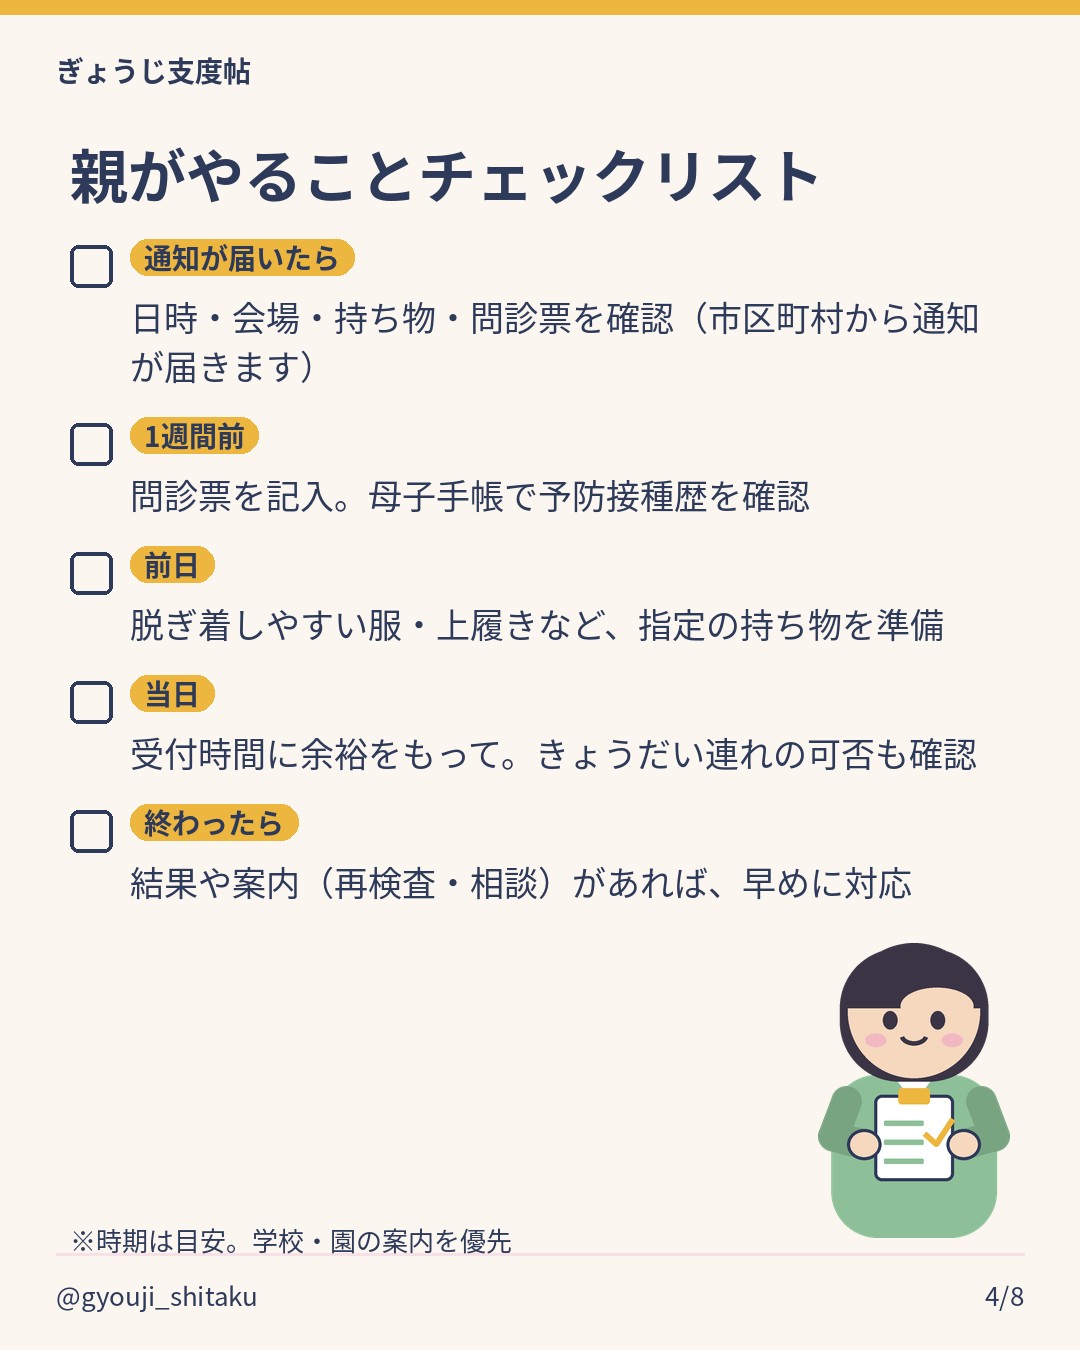 ぎょうじ支度帖
親がやることチェックリスト
通知が届いたら
日時・会場・持ち物・問診票を確認（市区町村から通知
が届きます）
1週間前
問診票を記入。母子手帳で予防接種歴を確認
前日
脱ぎ着しやすい服・上履きなど、指定の持ち物を準備
当日
受付時間に余裕をもって。きょうだい連れの可否も確認
終わったら
結果や案内（再検査・相談）があれば、早めに対応
※時期は目安。学校・園の案内を優先
@gyouji_shitaku
4/8